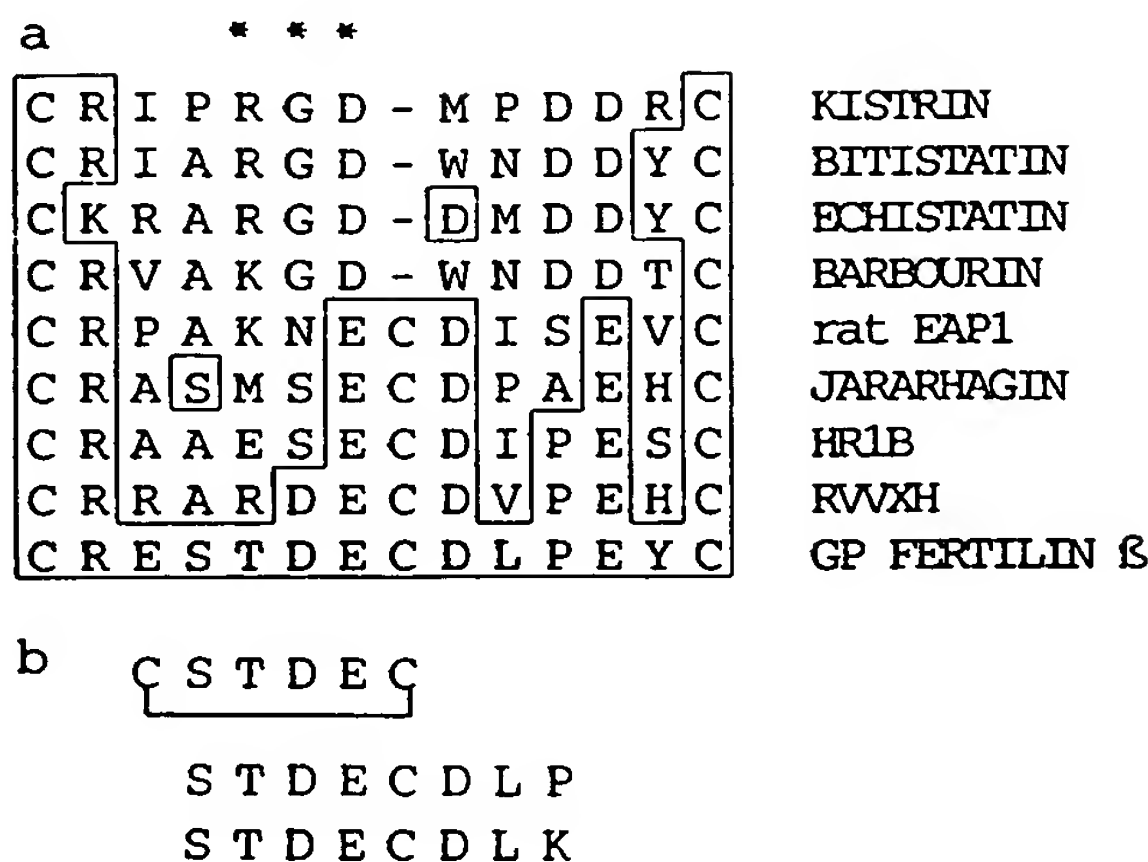 a * * *
C R I P R G D - M P D D R C KISTRIN
C R I A R G D - W N D D Y C BITISTATIN
C K R A R G D - D M D D Y C ECHISTATIN
C R V A K G D - W N D D T C BARBOURIN
C R P A K N E C D I S E V C rat EAP1
C R A S M S E C D P A E H C JARARHAGIN
C R A A E S E C D I P E S C HR1B
C R R A R D E C D V P E H C RVVXH
C R E S T D E C D L P E Y C GP FERTILIN ß
b C S T D E C
S T D E C D L P
S T D E C D L K